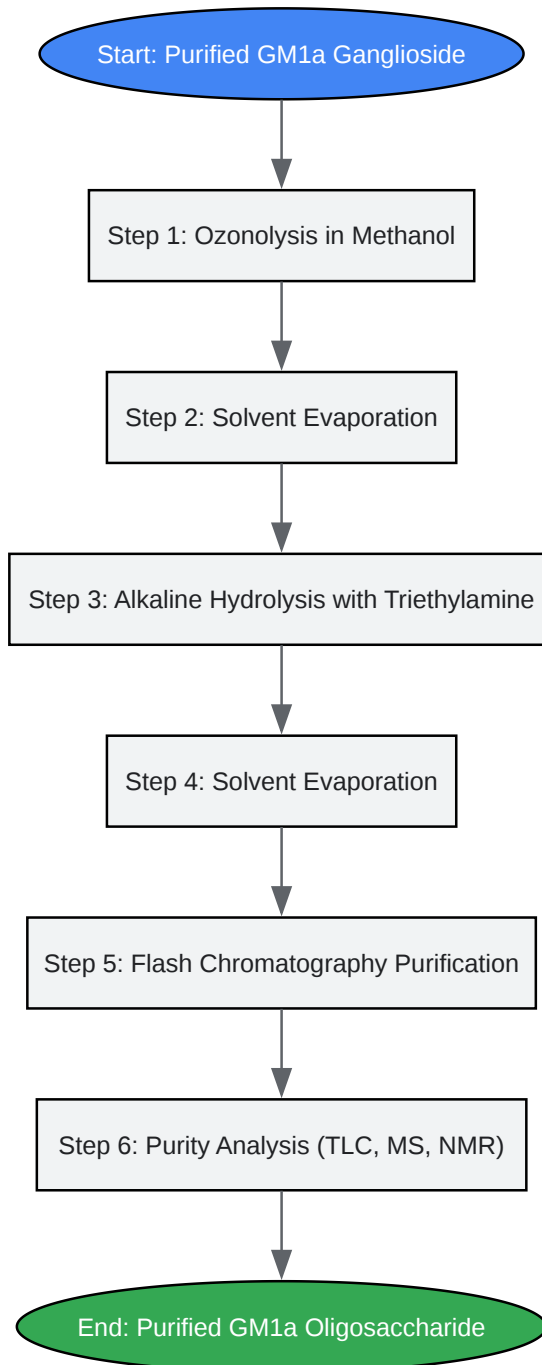 Start: Purified GM1a Ganglioside
Step 1: Ozonolysis in Methanol
Step 2: Solvent Evaporation
Step 3: Alkaline Hydrolysis with Triethylamine
Step 4: Solvent Evaporation
Step 5: Flash Chromatography Purification
Step 6: Purity Analysis (TLC, MS, NMR)
End: Purified GM1a Oligosaccharide